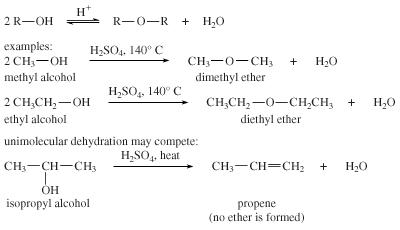 H⁺
2 R—OH ⇌ R—O—R + H₂O
examples:
H₂SO₄, 140° C
2 CH₃—OH → CH₃—O—CH₃ + H₂O
methyl alcohol dimethyl ether
H₂SO₄, 140° C
2 CH₃CH₂—OH → CH₃CH₂—O—CH₂CH₃ + H₂O
ethyl alcohol diethyl ether
unimolecular dehydration may compete:
H₂SO₄, heat
CH₃—CH—CH₃ → CH₃—CH=CH₂ + H₂O
OH
isopropyl alcohol propene
(no ether is formed)